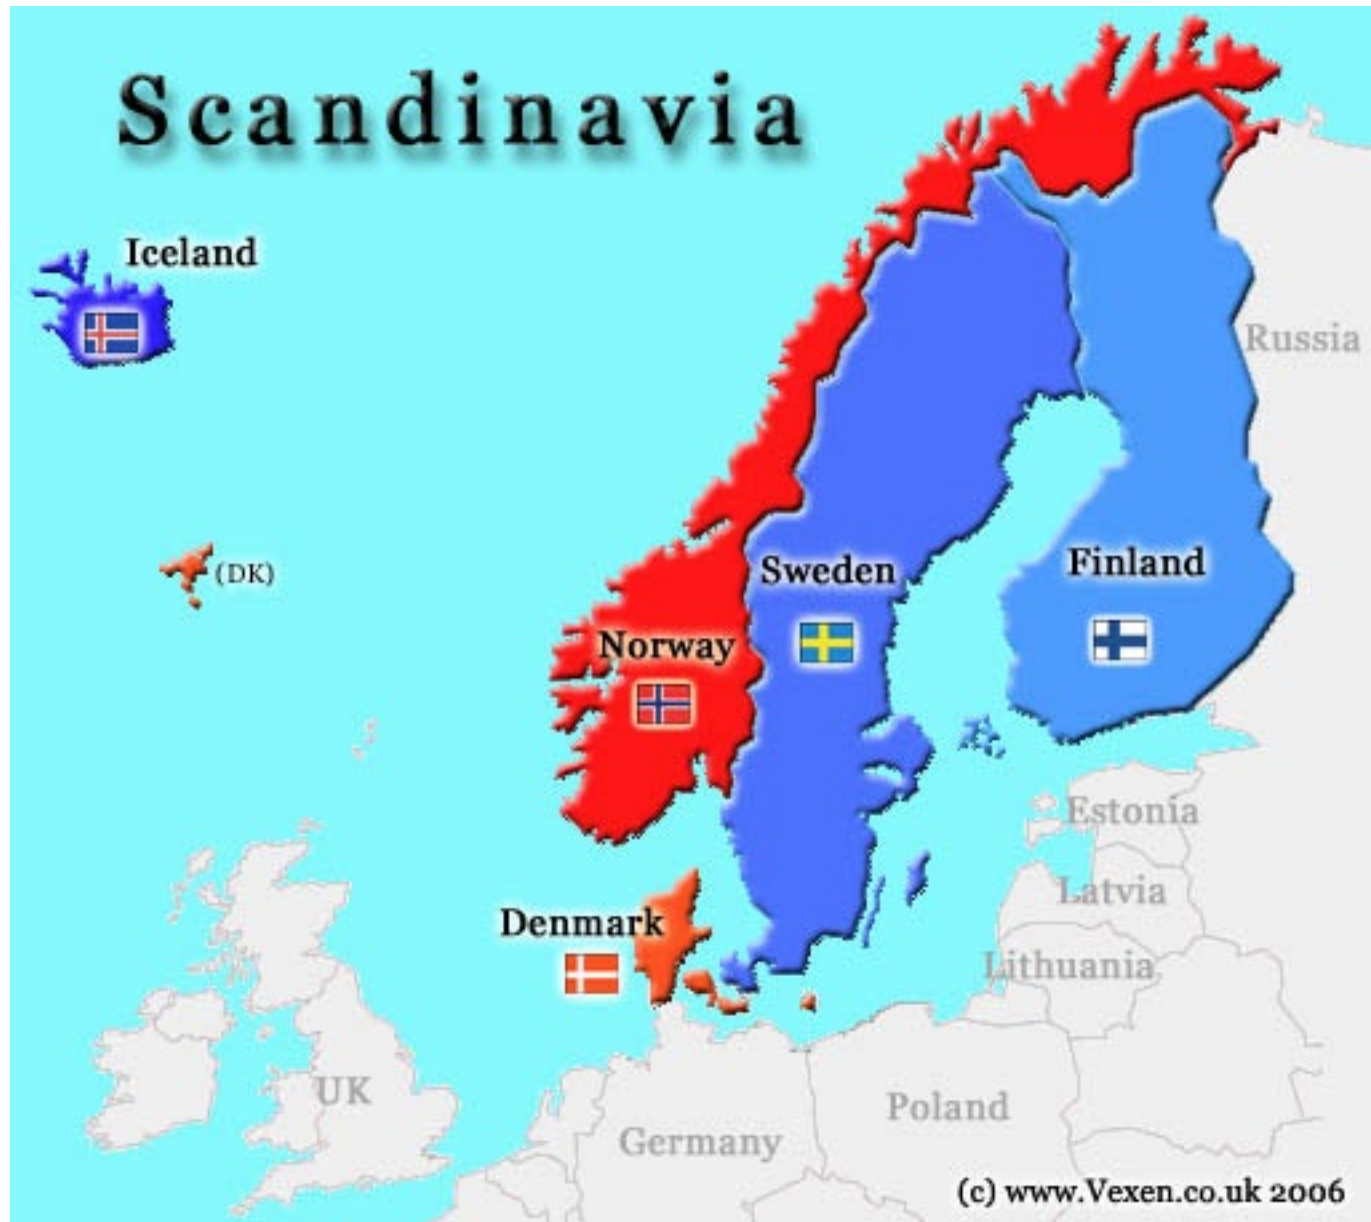 Scandinavia
Iceland
Russia
(DK)
Sweden
Finland
Norway
Estonia
Latvia
Denmark
Lithuania
UK
Poland
Germany
(c) www.Vexen.co.uk 2006